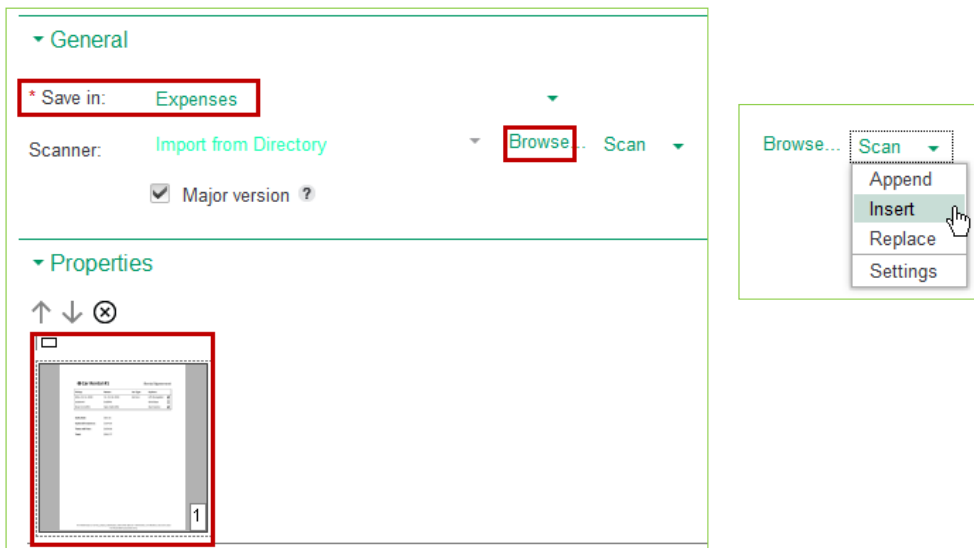 General
* Save in: Expenses
Scanner: Import from Directory Browse... Scan
Major version ?
Properties
1
Browse... Scan
Append
Insert
Replace
Settings